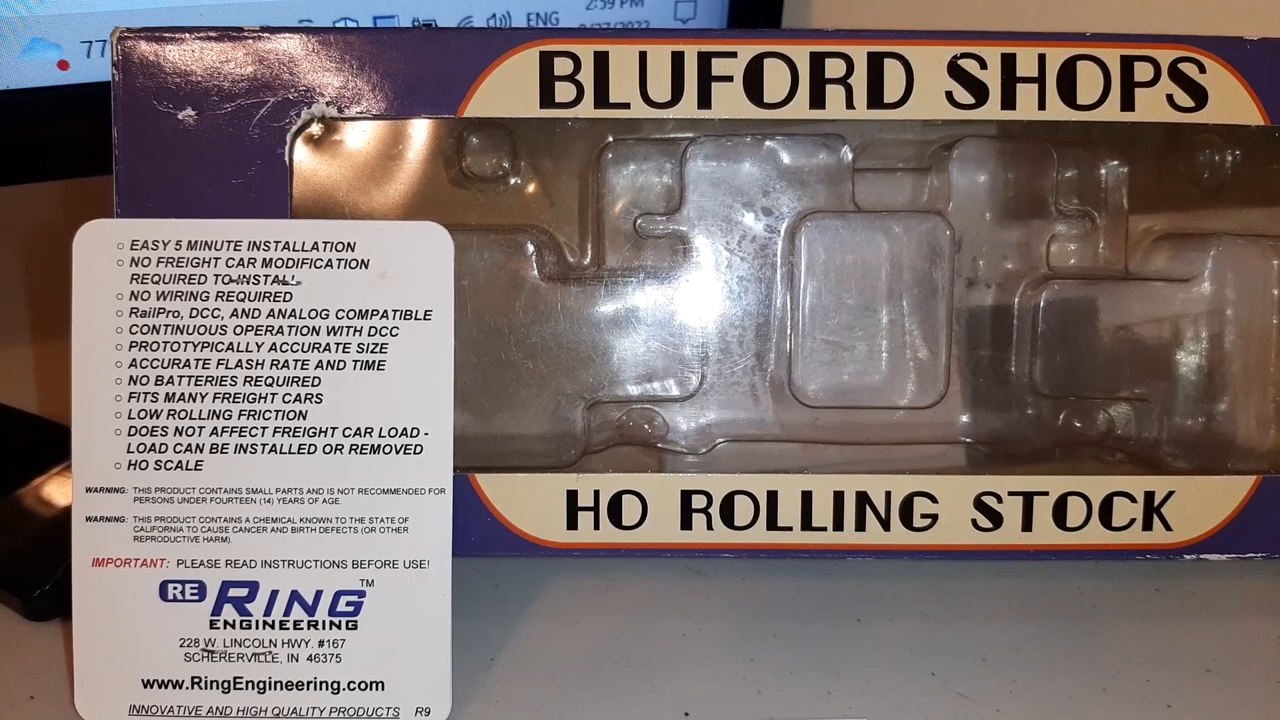 2:59 PM
ENG
77
BLUFORD SHOPS
○ EASY 5 MINUTE INSTALLATION
○ NO FREIGHT CAR MODIFICATION
REQUIRED TO INSTALL
○ NO WIRING REQUIRED
○ RailPro, DCC, AND ANALOG COMPATIBLE
○ CONTINUOUS OPERATION WITH DCC
○ PROTOTYPICALLY ACCURATE SIZE
○ ACCURATE FLASH RATE AND TIME
○ NO BATTERIES REQUIRED
○ FITS MANY FREIGHT CARS
○ LOW ROLLING FRICTION
○ DOES NOT AFFECT FREIGHT CAR LOAD -
LOAD CAN BE INSTALLED OR REMOVED
○ HO SCALE
WARNING: THIS PRODUCT CONTAINS SMALL PARTS AND IS NOT RECOMMENDED FOR
PERSONS UNDER FOURTEEN (14) YEARS OF AGE.
WARNING: THIS PRODUCT CONTAINS A CHEMICAL KNOWN TO THE STATE OF
CALIFORNIA TO CAUSE CANCER AND BIRTH DEFECTS (OR OTHER
REPRODUCTIVE HARM).
IMPORTANT: PLEASE READ INSTRUCTIONS BEFORE USE!
RE RING TM
ENGINEERING
228 W. LINCOLN HWY. #167
SCHERERVILLE, IN 46375
www.RingEngineering.com
INNOVATIVE AND HIGH QUALITY PRODUCTS R9
HO ROLLING STOCK